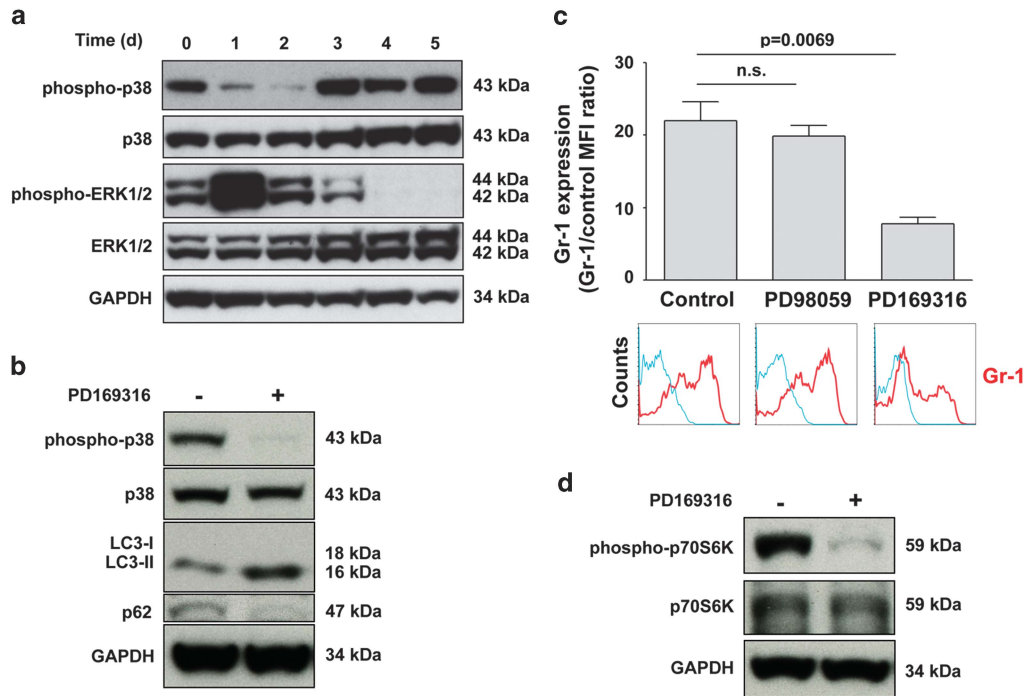 a
Time (d) 0 1 2 3 4 5
phospho-p38 43 kDa
p38 43 kDa
phospho-ERK1/2 44 kDa
42 kDa
ERK1/2 44 kDa
42 kDa
GAPDH 34 kDa
b
PD169316 - +
phospho-p38 43 kDa
p38 43 kDa
LC3-I 18 kDa
LC3-II 16 kDa
p62 47 kDa
GAPDH 34 kDa
c
p=0.0069
n.s.
Gr-1 expression
(Gr-1/control MFI ratio)
30
20
10
0
Control PD98059 PD169316
Counts
Gr-1
d
PD169316 - +
phospho-p70S6K 59 kDa
p70S6K 59 kDa
GAPDH 34 kDa